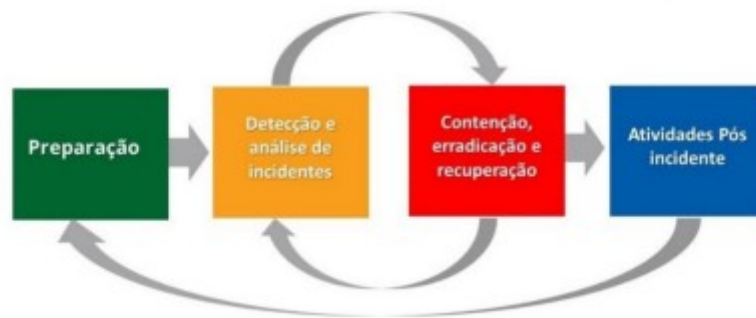 Preparação
Detecção e
análise de
incidentes
Contenção,
erradicação e
recuperação
Atividades Pós
incidente